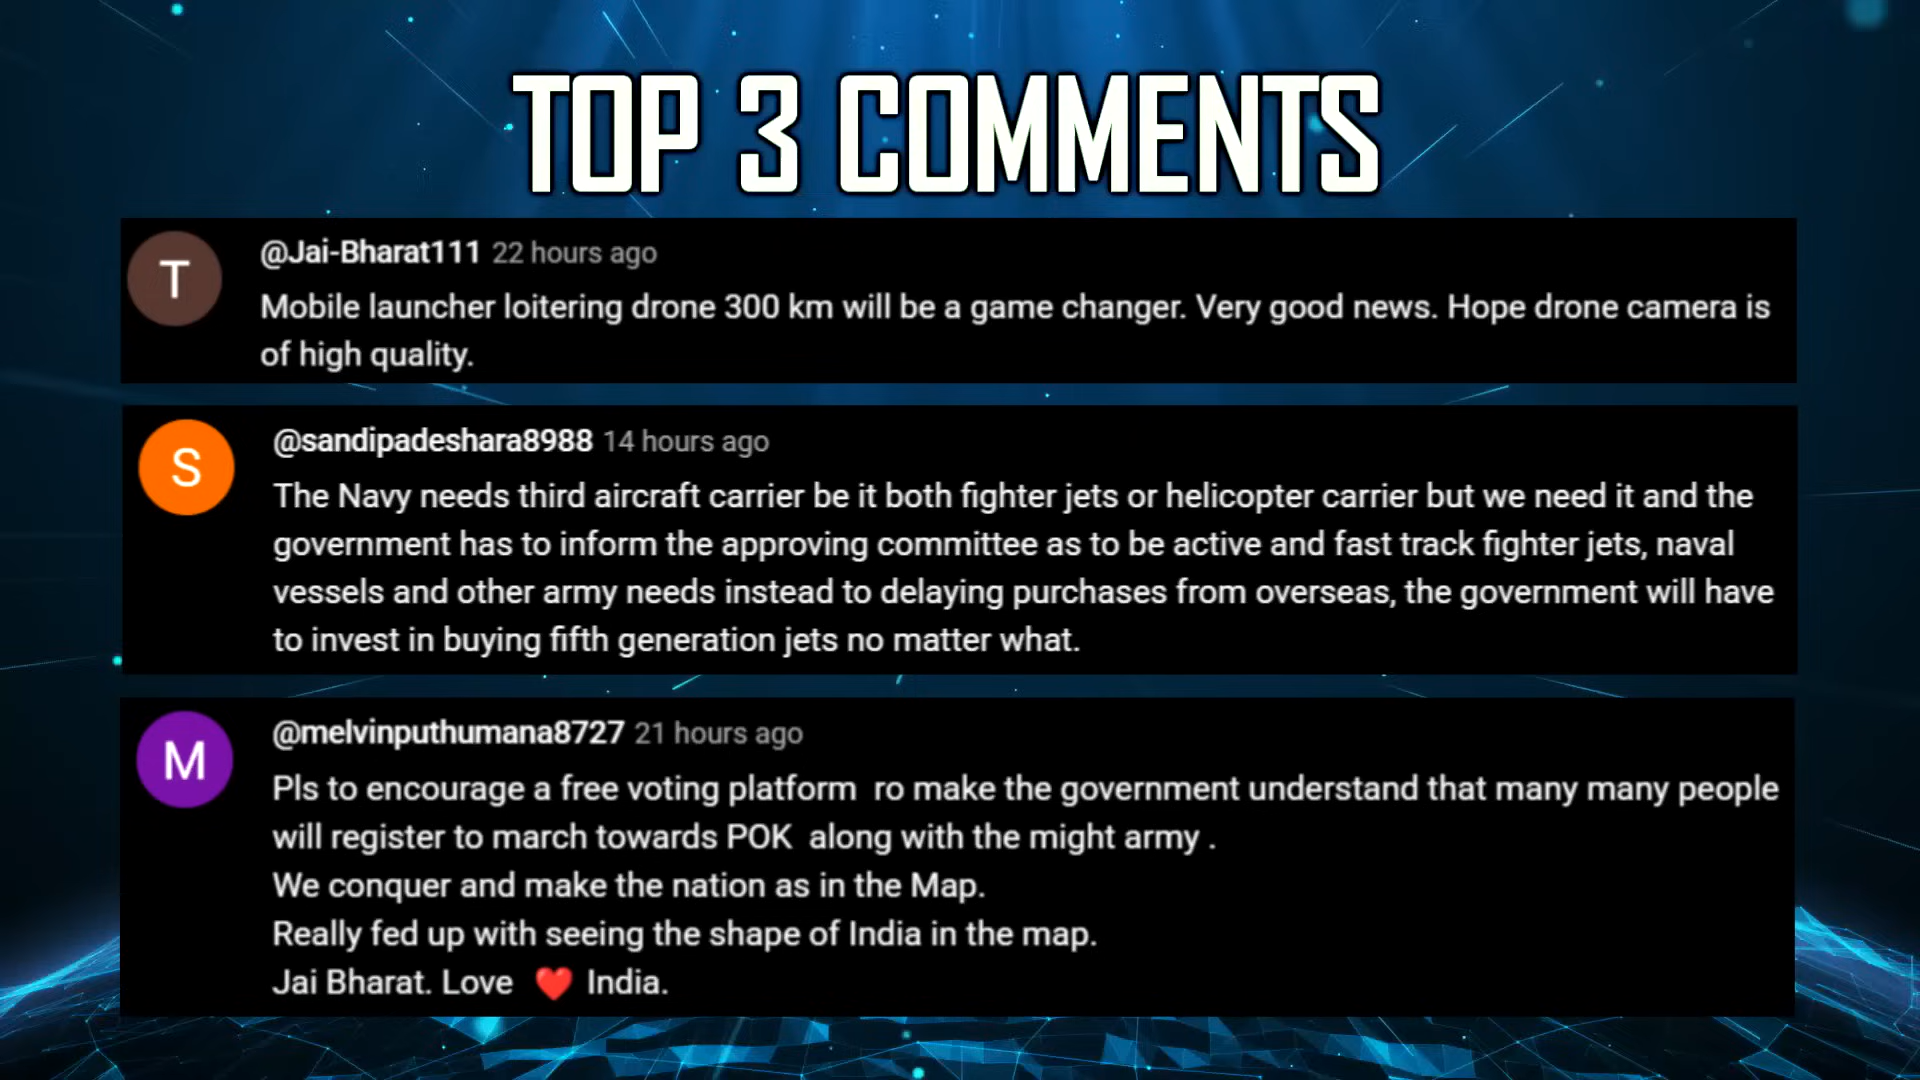 TOP 3 COMMENTS
T
@Jai-Bharat111 22 hours ago
Mobile launcher loitering drone 300 km will be a game changer. Very good news. Hope drone camera is
of high quality.
S
@sandipadeshara8988 14 hours ago
The Navy needs third aircraft carrier be it both fighter jets or helicopter carrier but we need it and the
government has to inform the approving committee as to be active and fast track fighter jets, naval
vessels and other army needs instead to delaying purchases from overseas, the government will have
to invest in buying fifth generation jets no matter what.
M
@melvinputhumana8727 21 hours ago
Pls to encourage a free voting platform  ro make the government understand that many many people
will register to march towards POK  along with the might army .
We conquer and make the nation as in the Map.
Really fed up with seeing the shape of India in the map.
Jai Bharat. Love ❤️ India.